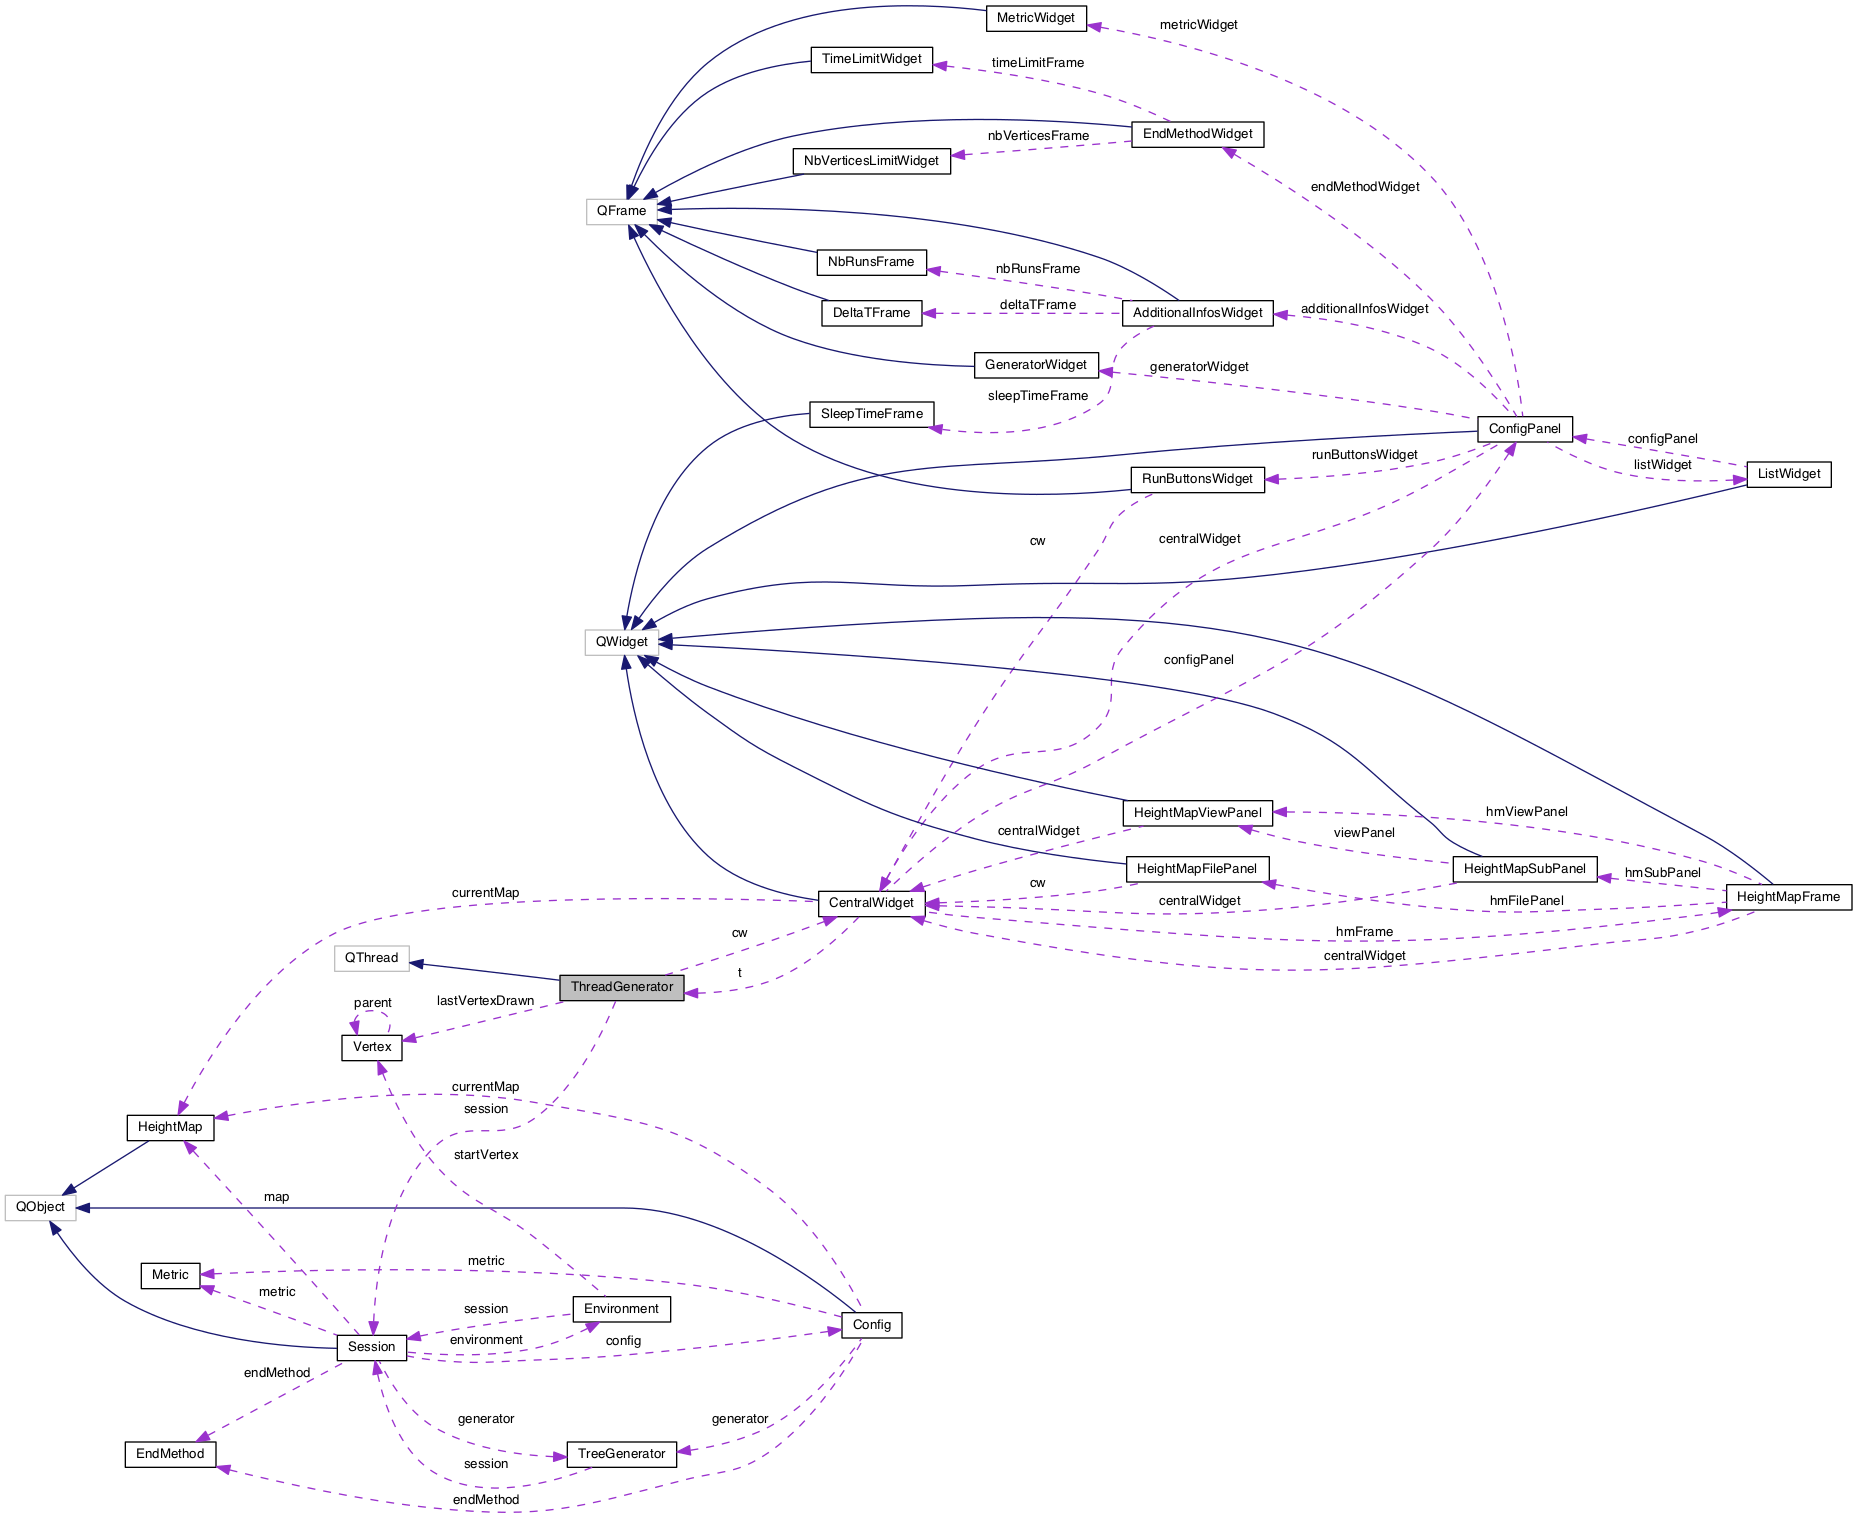 MetricWidget
metricWidget
TimeLimitWidget
timeLimitFrame
EndMethodWidget
nbVerticesFrame
NbVerticesLimitWidget
endMethodWidget
QFrame
NbRunsFrame
nbRunsFrame
DeltaTFrame
deltaTFrame
AdditionalInfosWidget
additionalInfosWidget
GeneratorWidget
generatorWidget
sleepTimeFrame
SleepTimeFrame
ConfigPanel
configPanel
runButtonsWidget
listWidget
RunButtonsWidget
ListWidget
cw
centralWidget
QWidget
configPanel
HeightMapViewPanel
hmViewPanel
centralWidget
viewPanel
HeightMapFilePanel
HeightMapSubPanel
hmSubPanel
cw
currentMap
CentralWidget
centralWidget
hmFilePanel
HeightMapFrame
cw
hmFrame
QThread
centralWidget
t
ThreadGenerator
parent
lastVertexDrawn
Vertex
currentMap
session
HeightMap
startVertex
map
QObject
metric
Metric
metric
session
Environment
environment
config
Config
Session
endMethod
generator
generator
EndMethod
TreeGenerator
session
endMethod